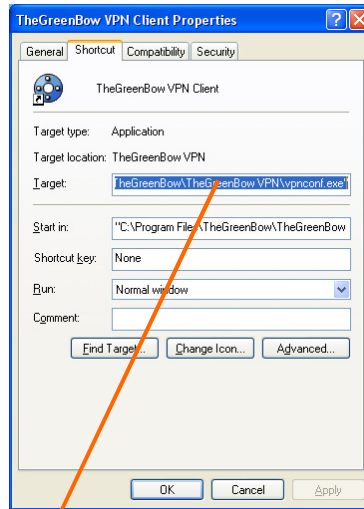 TheGreenBow VPN Client Properties
General Shortcut Compatibility Security
TheGreenBow VPN Client
Target type: Application
Target location: TheGreenBow VPN
Target: TheGreenBow\TheGreenBow VPN\vpnconf.exe"
Start in: "C:\Program Files\TheGreenBow\TheGreenBow
Shortcut key: None
Run: Normal window
Comment:
Find Target... Change Icon... Advanced...
OK Cancel Apply